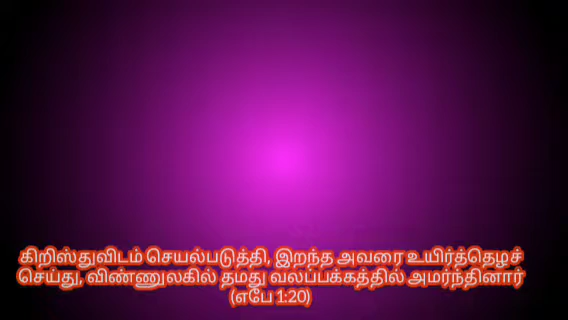 கிறிஸ்துவிடம் செயல்படுத்தி, இறந்த அவரை உயிர்த்தெழச்
செய்து, விண்ணுலகில் தமது வலப்பக்கத்தில் அமர்ந்தினார்
(எபே 1:20)